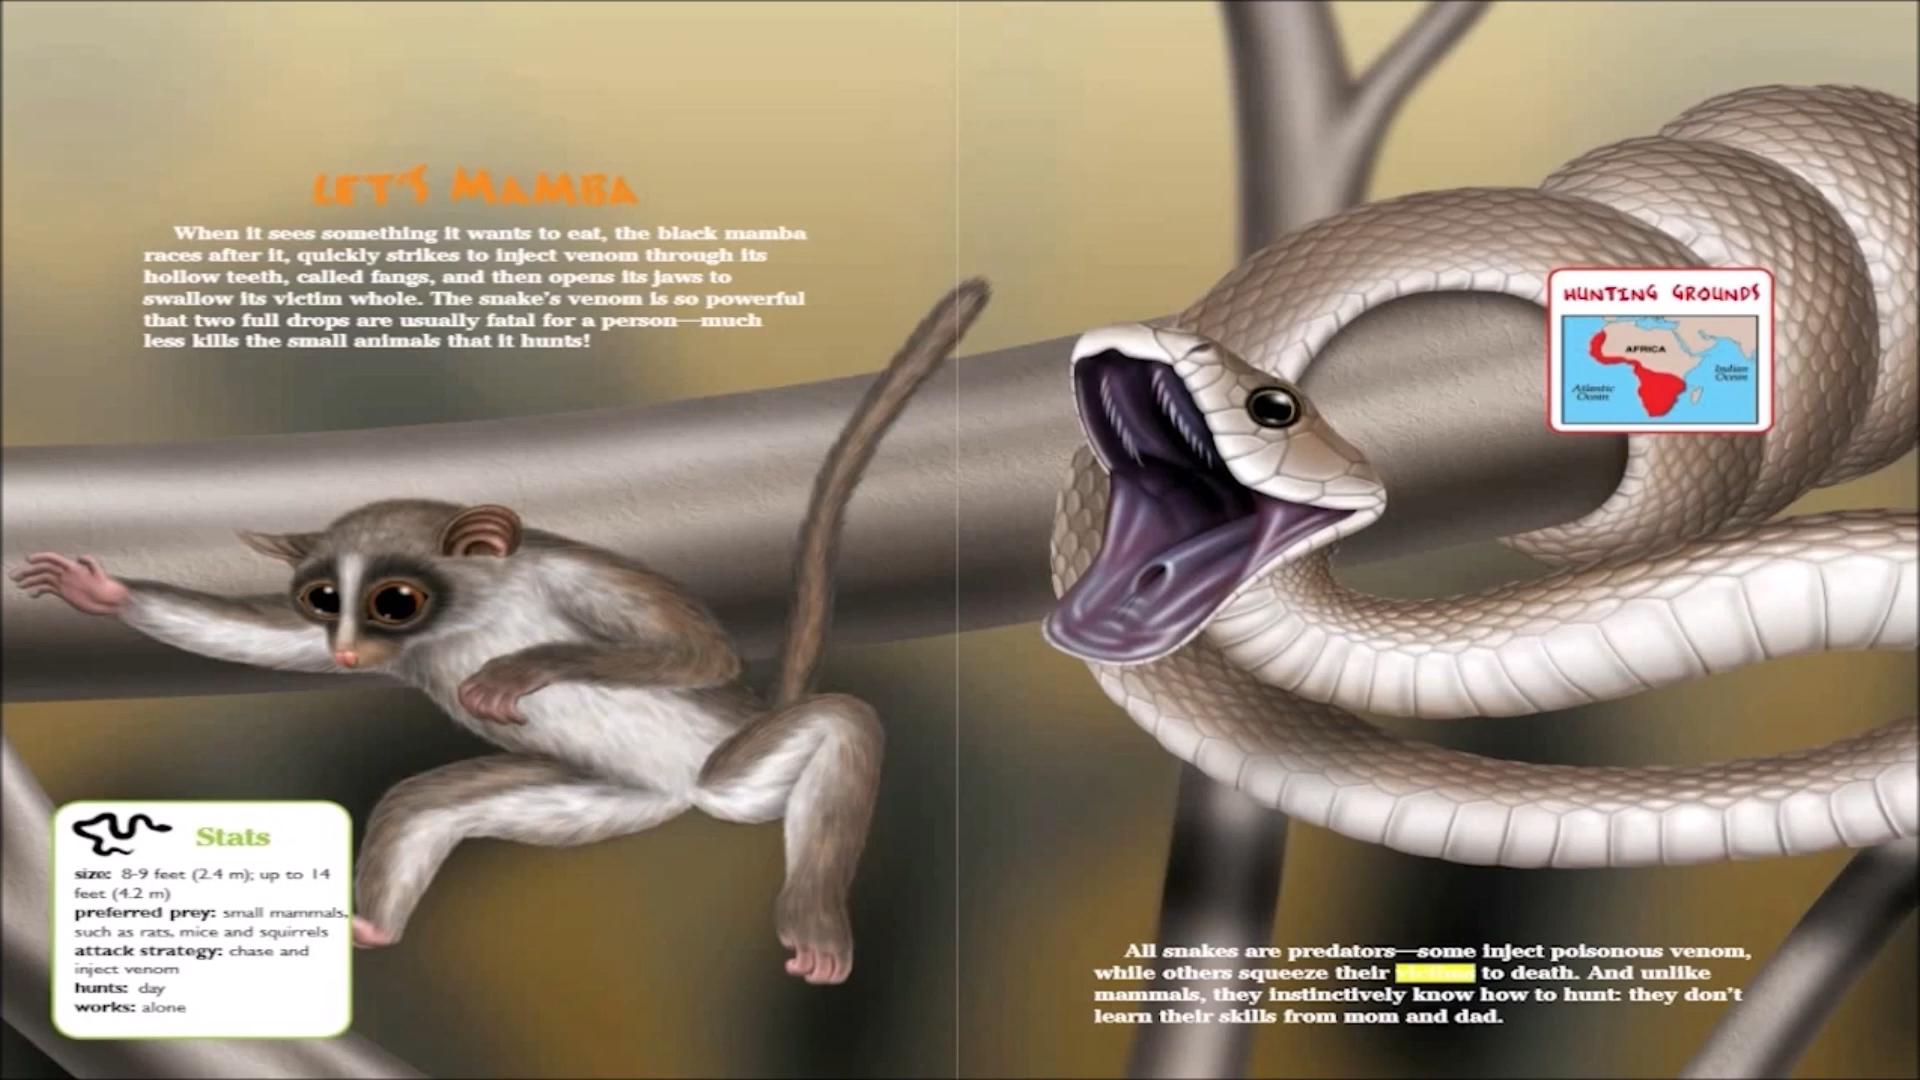 LET'S MAMBA
When it sees something it wants to eat, the black mamba
races after it, quickly strikes to inject venom through its
hollow teeth, called fangs, and then opens its jaws to
swallow its victim whole. The snake's venom is so powerful
that two full drops are usually fatal for a person—much
less kills the small animals that it hunts!
HUNTING GROUNDS
AFRICA
Indian
Ocean
Atlantic
Ocean
Stats
size: 8-9 feet (2.4 m); up to 14
feet (4.2 m)
preferred prey: small mammals,
such as rats, mice and squirrels
attack strategy: chase and
inject venom
hunts: day
works: alone
All snakes are predators—some inject poisonous venom,
while others squeeze their victims to death. And unlike
mammals, they instinctively know how to hunt: they don't
learn their skills from mom and dad.